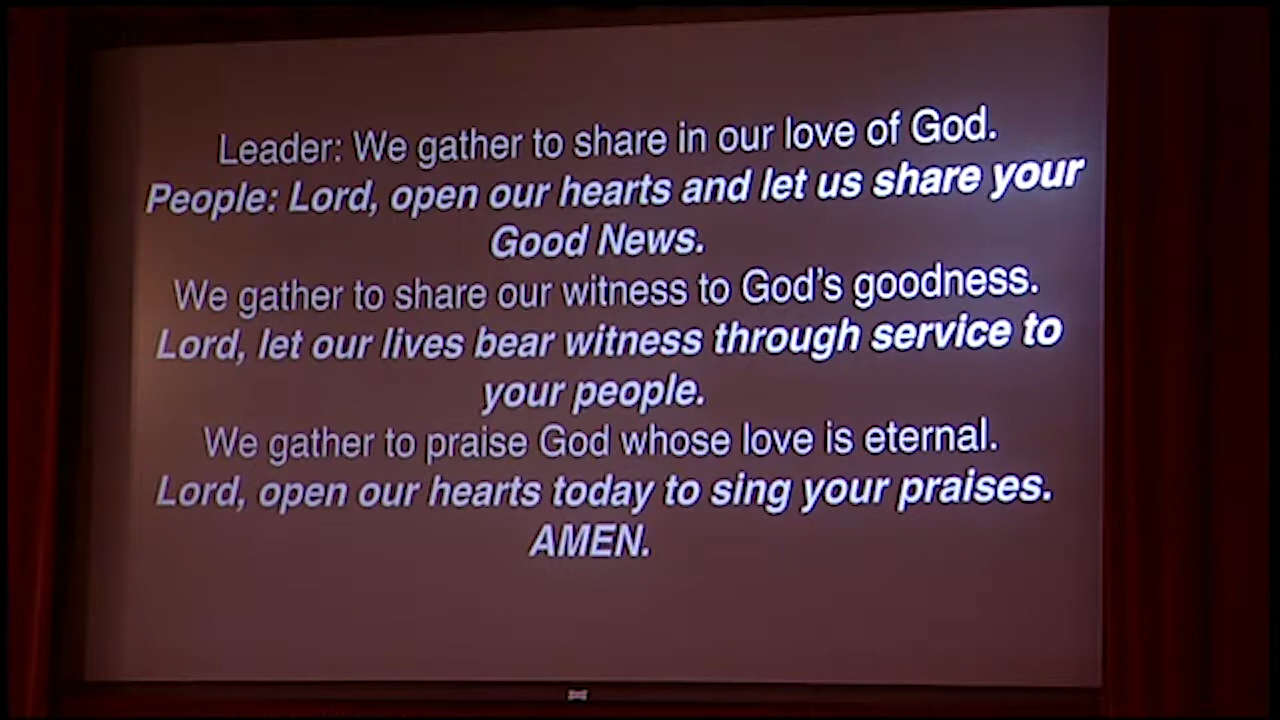 Leader: We gather to share in our love of God.
People: Lord, open our hearts and let us share your
Good News.
We gather to share our witness to God's goodness.
Lord, let our lives bear witness through service to
your people.
We gather to praise God whose love is eternal.
Lord, open our hearts today to sing your praises.
AMEN.